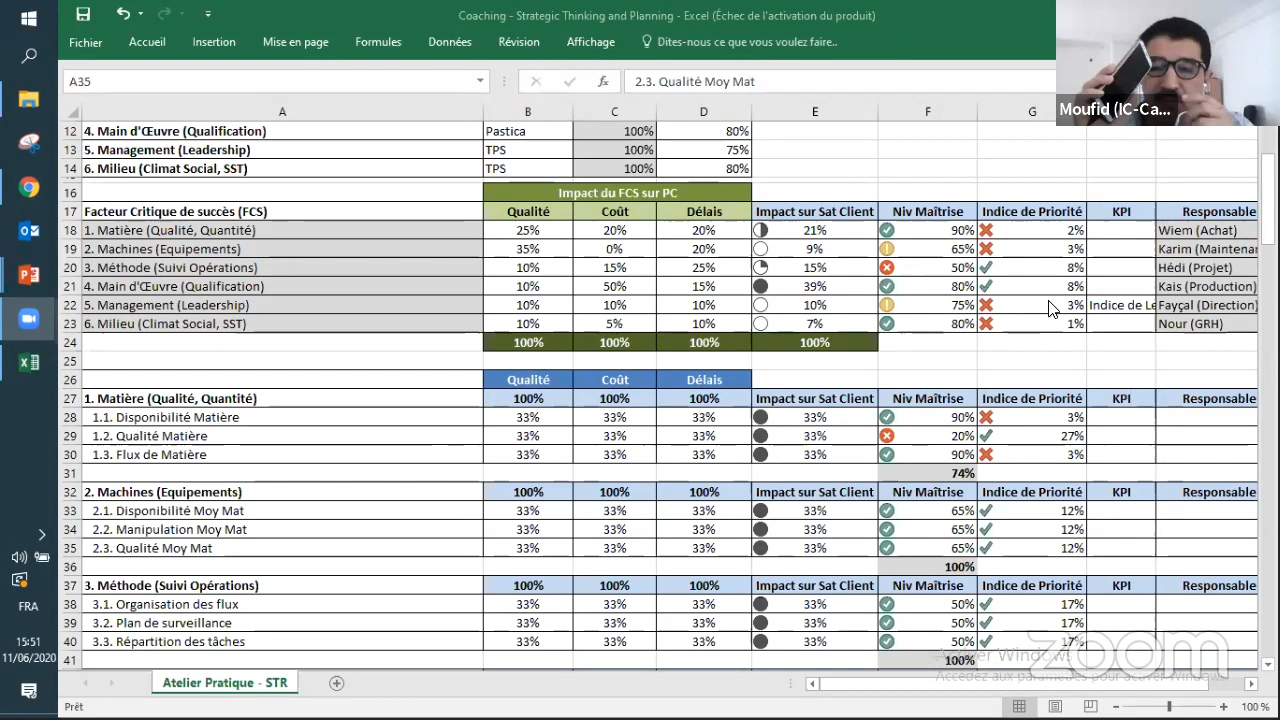 Coaching - Strategic Thinking and Planning - Excel (Échec de l'activation du produit)
Fichier Accueil Insertion Mise en page Formules Données Révision Affichage Dites-nous ce que vous voulez faire..
Moufid (IC-Ca...
A35 fx 2.3. Qualité Moy Mat
A B C D E F G
12 4. Main d'Œuvre (Qualification) Pastica 100% 80%
13 5. Management (Leadership) TPS 100% 75%
14 6. Milieu (Climat Social, SST) TPS 100% 80%
16 Impact du FCS sur PC
17 Facteur Critique de succès (FCS) Qualité Coût Délais Impact sur Sat Client Niv Maîtrise Indice de Priorité KPI Responsable
18 1. Matière (Qualité, Quantité) 25% 20% 20% 21% 90% 2% Wiem (Achat)
19 2. Machines (Equipements) 35% 0% 20% 9% 65% 3% Karim (Maintenan
20 3. Méthode (Suivi Opérations) 10% 15% 25% 15% 50% 8% Hédi (Projet)
21 4. Main d'Œuvre (Qualification) 10% 50% 15% 39% 80% 8% Kais (Production)
22 5. Management (Leadership) 10% 10% 10% 10% 75% 3% Indice de Le Fayçal (Direction)
23 6. Milieu (Climat Social, SST) 10% 5% 10% 7% 80% 1% Nour (GRH)
24 100% 100% 100% 100%
25
26 Qualité Coût Délais
27 1. Matière (Qualité, Quantité) 100% 100% 100% Impact sur Sat Client Niv Maîtrise Indice de Priorité KPI Responsable
28 1.1. Disponibilité Matière 33% 33% 33% 33% 90% 3%
29 1.2. Qualité Matière 33% 33% 33% 33% 20% 27%
30 1.3. Flux de Matière 33% 33% 33% 33% 90% 3%
31 74%
32 2. Machines (Equipements) 100% 100% 100% Impact sur Sat Client Niv Maîtrise Indice de Priorité KPI Responsable
33 2.1. Disponibilité Moy Mat 33% 33% 33% 33% 65% 12%
34 2.2. Manipulation Moy Mat 33% 33% 33% 33% 65% 12%
35 2.3. Qualité Moy Mat 33% 33% 33% 33% 65% 12%
36 100%
37 3. Méthode (Suivi Opérations) 100% 100% 100% Impact sur Sat Client Niv Maîtrise Indice de Priorité KPI Responsable
38 3.1. Organisation des flux 33% 33% 33% 33% 50% 17%
39 3.2. Plan de surveillance 33% 33% 33% 33% 50% 17%
40 3.3. Répartition des tâches 33% 33% 33% 33% 50% 17%
41 100%
Activer Windows
Accédez aux paramètres pour activer Windows.
zoom
FRA
15:51
11/06/2020
Atelier Pratique - STR
Prêt 100 %